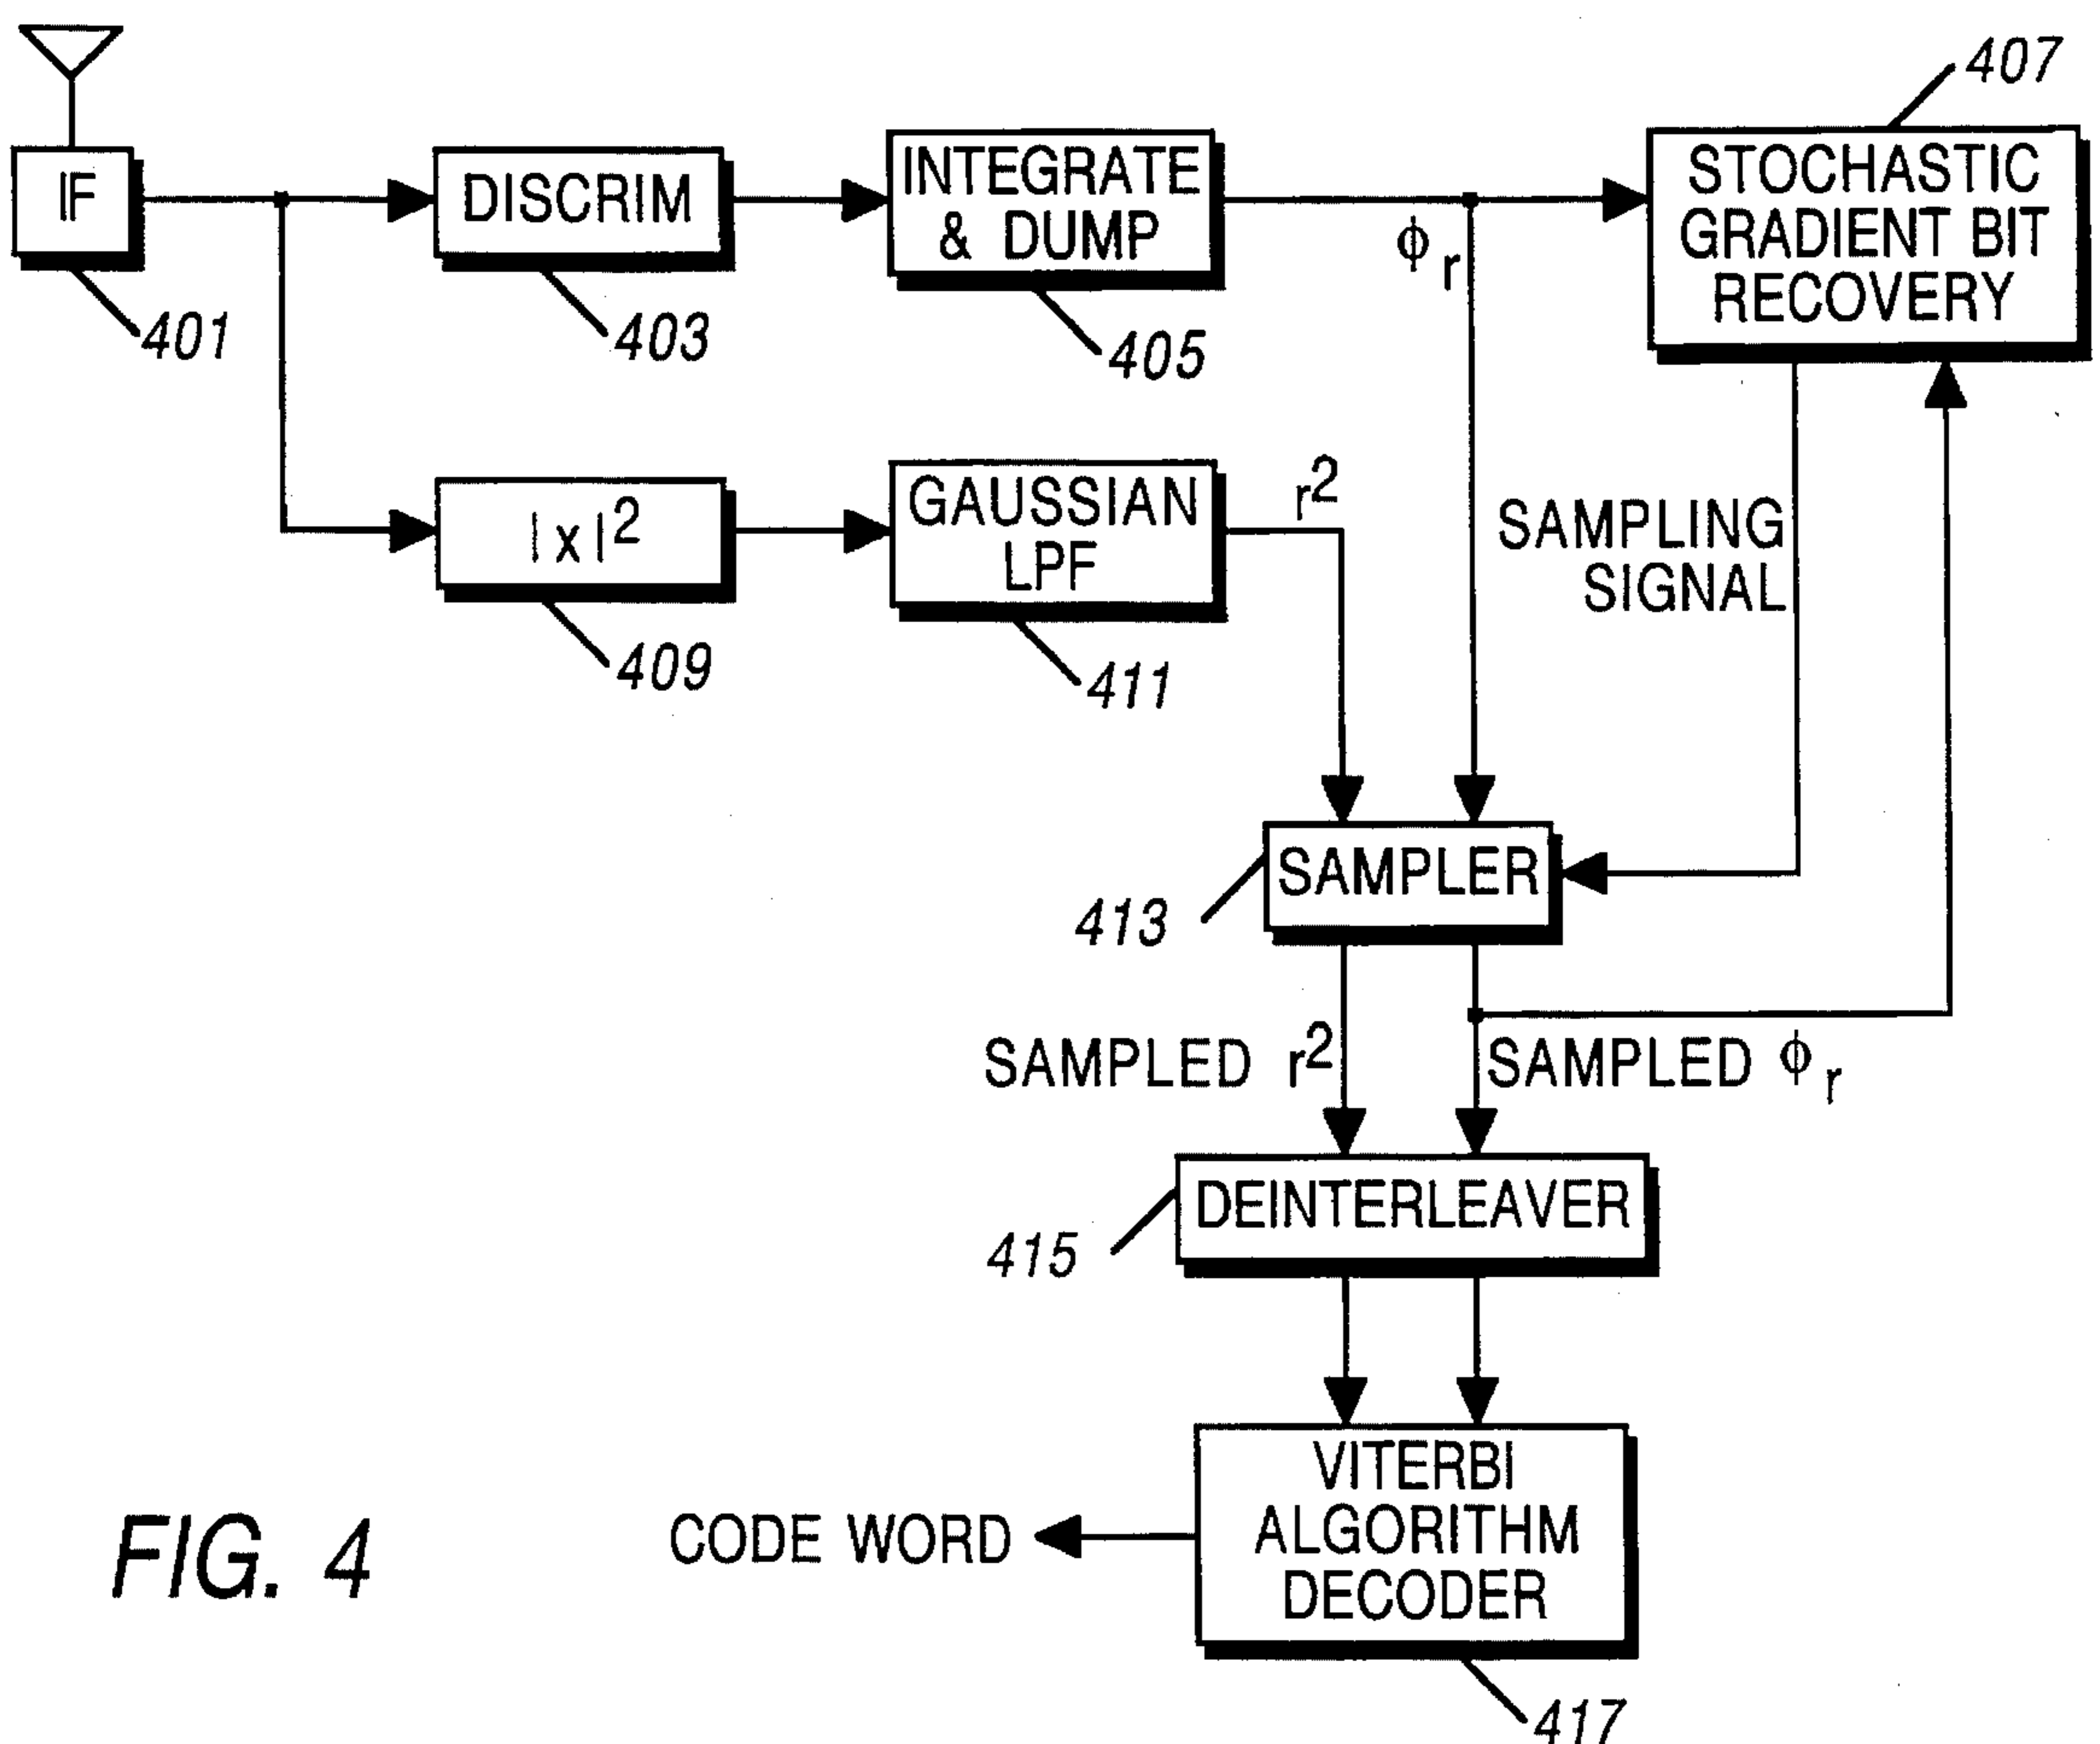 407
IF
DISCRIM
INTEGRATE
& DUMP
STOCHASTIC
GRADIENT BIT
RECOVERY
ϕr
401
403
405
|x|²
GAUSSIAN
LPF
r²
SAMPLING
SIGNAL
409
411
SAMPLER
413
SAMPLED r²
SAMPLED ϕr
DEINTERLEAVER
415
VITERBI
ALGORITHM
DECODER
CODE WORD
FIG. 4
417